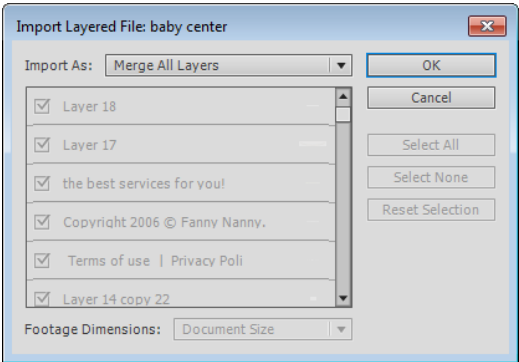 Import Layered File: baby center
Import As: Merge All Layers
OK
Cancel
Layer 18
Layer 17
Select All
the best services for you!
Select None
Copyright 2006 © Fanny Nanny.
Reset Selection
Terms of use | Privacy Poli
Layer 14 copy 22
Footage Dimensions: Document Size